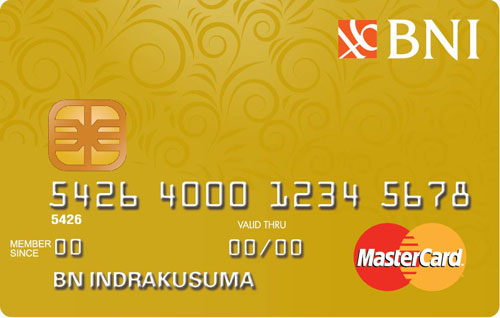 BNI
5426 4000 1234 5678
5426
VALID THRU
MEMBER SINCE 00 00/00
MasterCard
BN INDRAKUSUMA